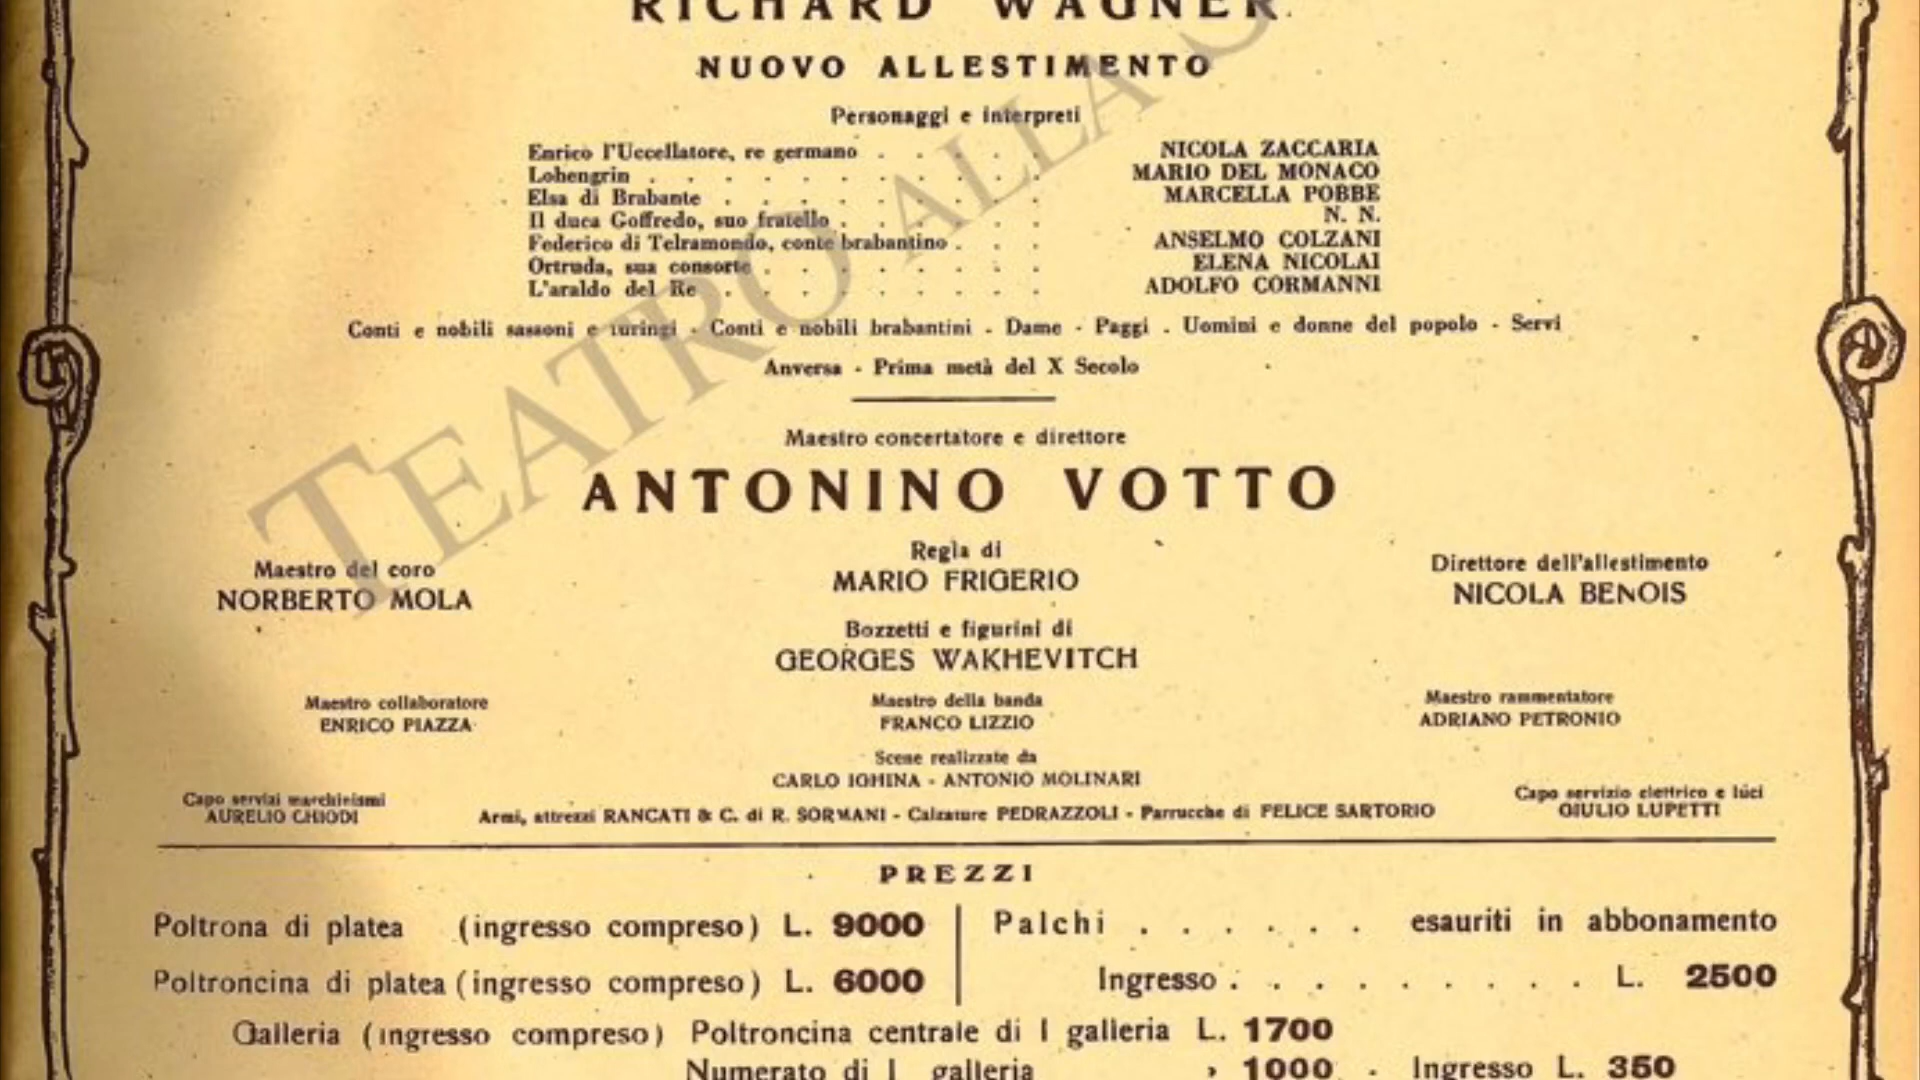 RICHARD WAGNER
NUOVO ALLESTIMENTO
Personaggi e interpreti
Enrico l'Uccellatore, re germano . . . . . NICOLA ZACCARIA
Lohengrin . . . . . . . . . . . MARIO DEL MONACO
Elsa di Brabante . . . . . . . . . MARCELLA POBBE
Il duca Goffredo, suo fratello . . . . . . N. N.
Federico di Telramondo, conte brabantino . . . ANSELMO COLZANI
Ortruda, sua consorte . . . . . . . . ELENA NICOLAI
L'araldo del Re . . . . . . . . . ADOLFO CORMANNI
Conti e nobili sassoni e turingi - Conti e nobili brabantini - Dame - Paggi - Uomini e donne del popolo - Servi
Anversa - Prima metà del X Secolo
TEATRO ALLA
Maestro concertatore e direttore
ANTONINO VOTTO
Maestro del coro
NORBERTO MOLA
Regìa di
MARIO FRIGERIO
Direttore dell'allestimento
NICOLA BENOIS
Bozzetti e figurini di
GEORGES WAKHEVITCH
Maestro collaboratore
ENRICO PIAZZA
Maestro della banda
FRANCO LIZZIO
Maestro rammentatore
ADRIANO PETRONIO
Scene realizzate da
CARLO IGHINA - ANTONIO MOLINARI
Capo servizi macchinismi
AURELIO CHIODI
Armi, attrezzi RANCATI & C. di R. SORMANI - Calzature PEDRAZZOLI - Parrucche di FELICE SARTORIO
Capo servizio elettrico e luci
GIULIO LUPETTI
PREZZI
Poltrona di platea (ingresso compreso) L. 9000
Poltroncina di platea (ingresso compreso) L. 6000
Palchi . . . . . . esauriti in abbonamento
Ingresso . . . . . . . . . . L. 2500
Galleria (ingresso compreso) Poltroncina centrale di I galleria L. 1700
Numerato di I galleria » 1000 - Ingresso L. 350